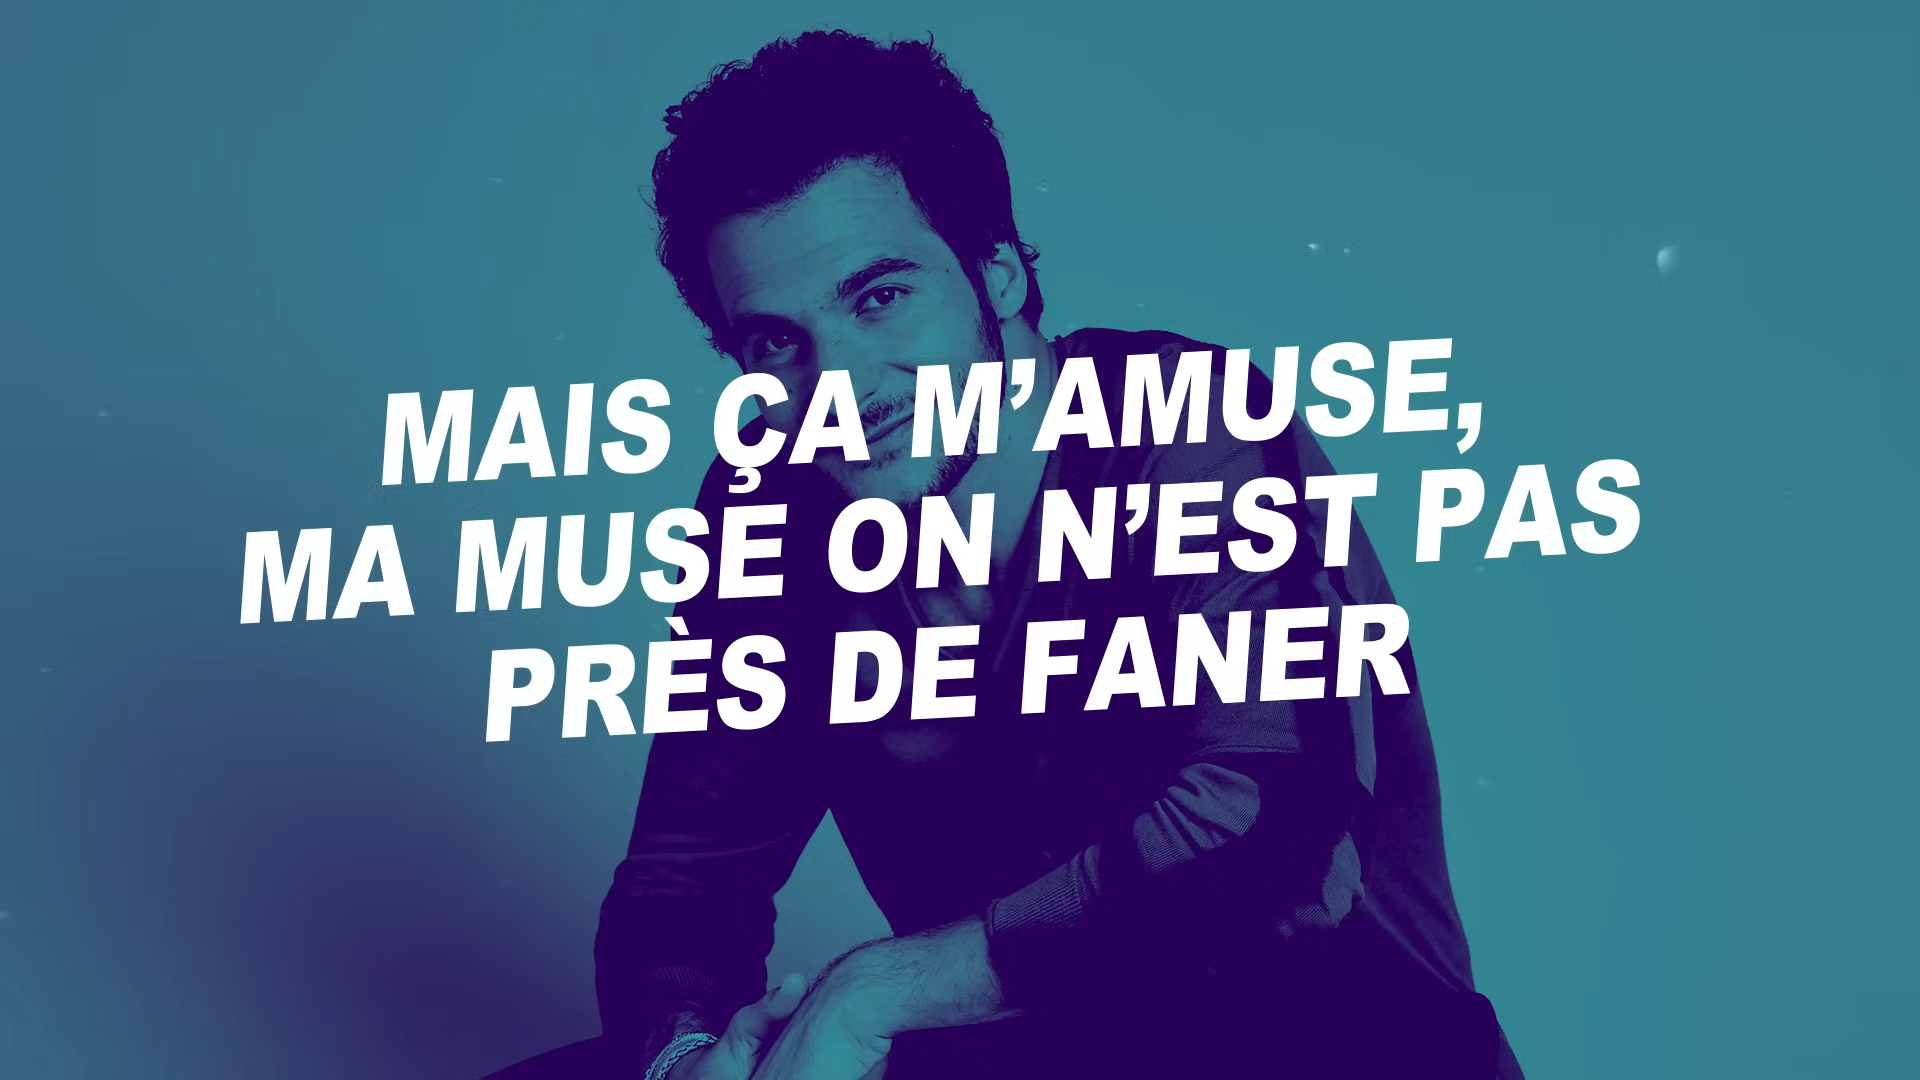 MAIS ÇA M’AMUSE,
MA MUSE ON N’EST PAS
PRÈS DE FANER